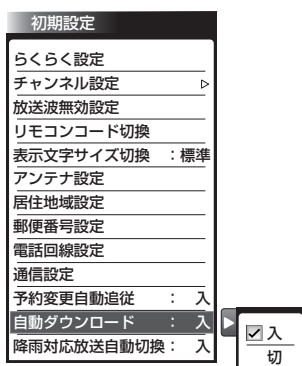 初期設定
らくらく設定
チャンネル設定
放送波無効設定
リモコンコード切換
表示文字サイズ切換 ：標準
アンテナ設定
居住地域設定
郵便番号設定
電話回線設定
通信設定
予約変更自動追従 ： 入
自動ダウンロード ： 入
降雨対応放送自動切換： 入
入
切